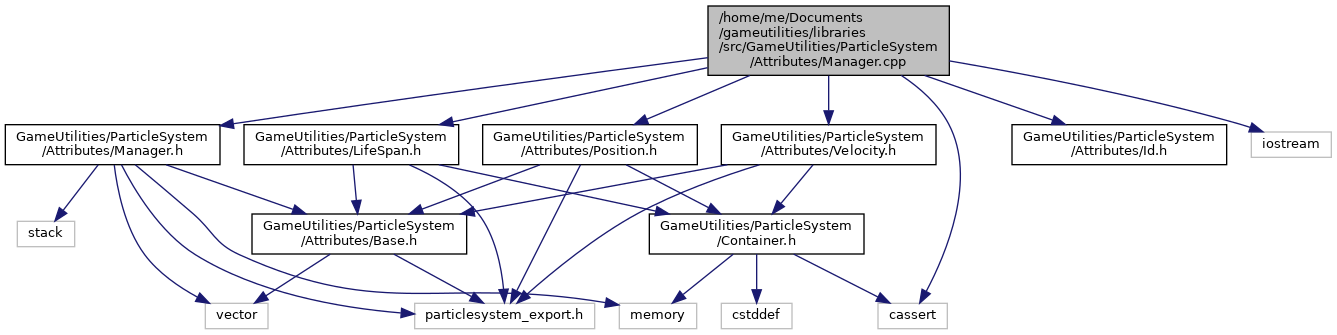 /home/me/Documents
/gameutilities/libraries
/src/GameUtilities/ParticleSystem
/Attributes/Manager.cpp
GameUtilities/ParticleSystem
/Attributes/Manager.h
GameUtilities/ParticleSystem
/Attributes/LifeSpan.h
GameUtilities/ParticleSystem
/Attributes/Position.h
GameUtilities/ParticleSystem
/Attributes/Velocity.h
GameUtilities/ParticleSystem
/Attributes/Id.h
iostream
stack
GameUtilities/ParticleSystem
/Attributes/Base.h
GameUtilities/ParticleSystem
/Container.h
vector
particlesystem_export.h
memory
cstddef
cassert